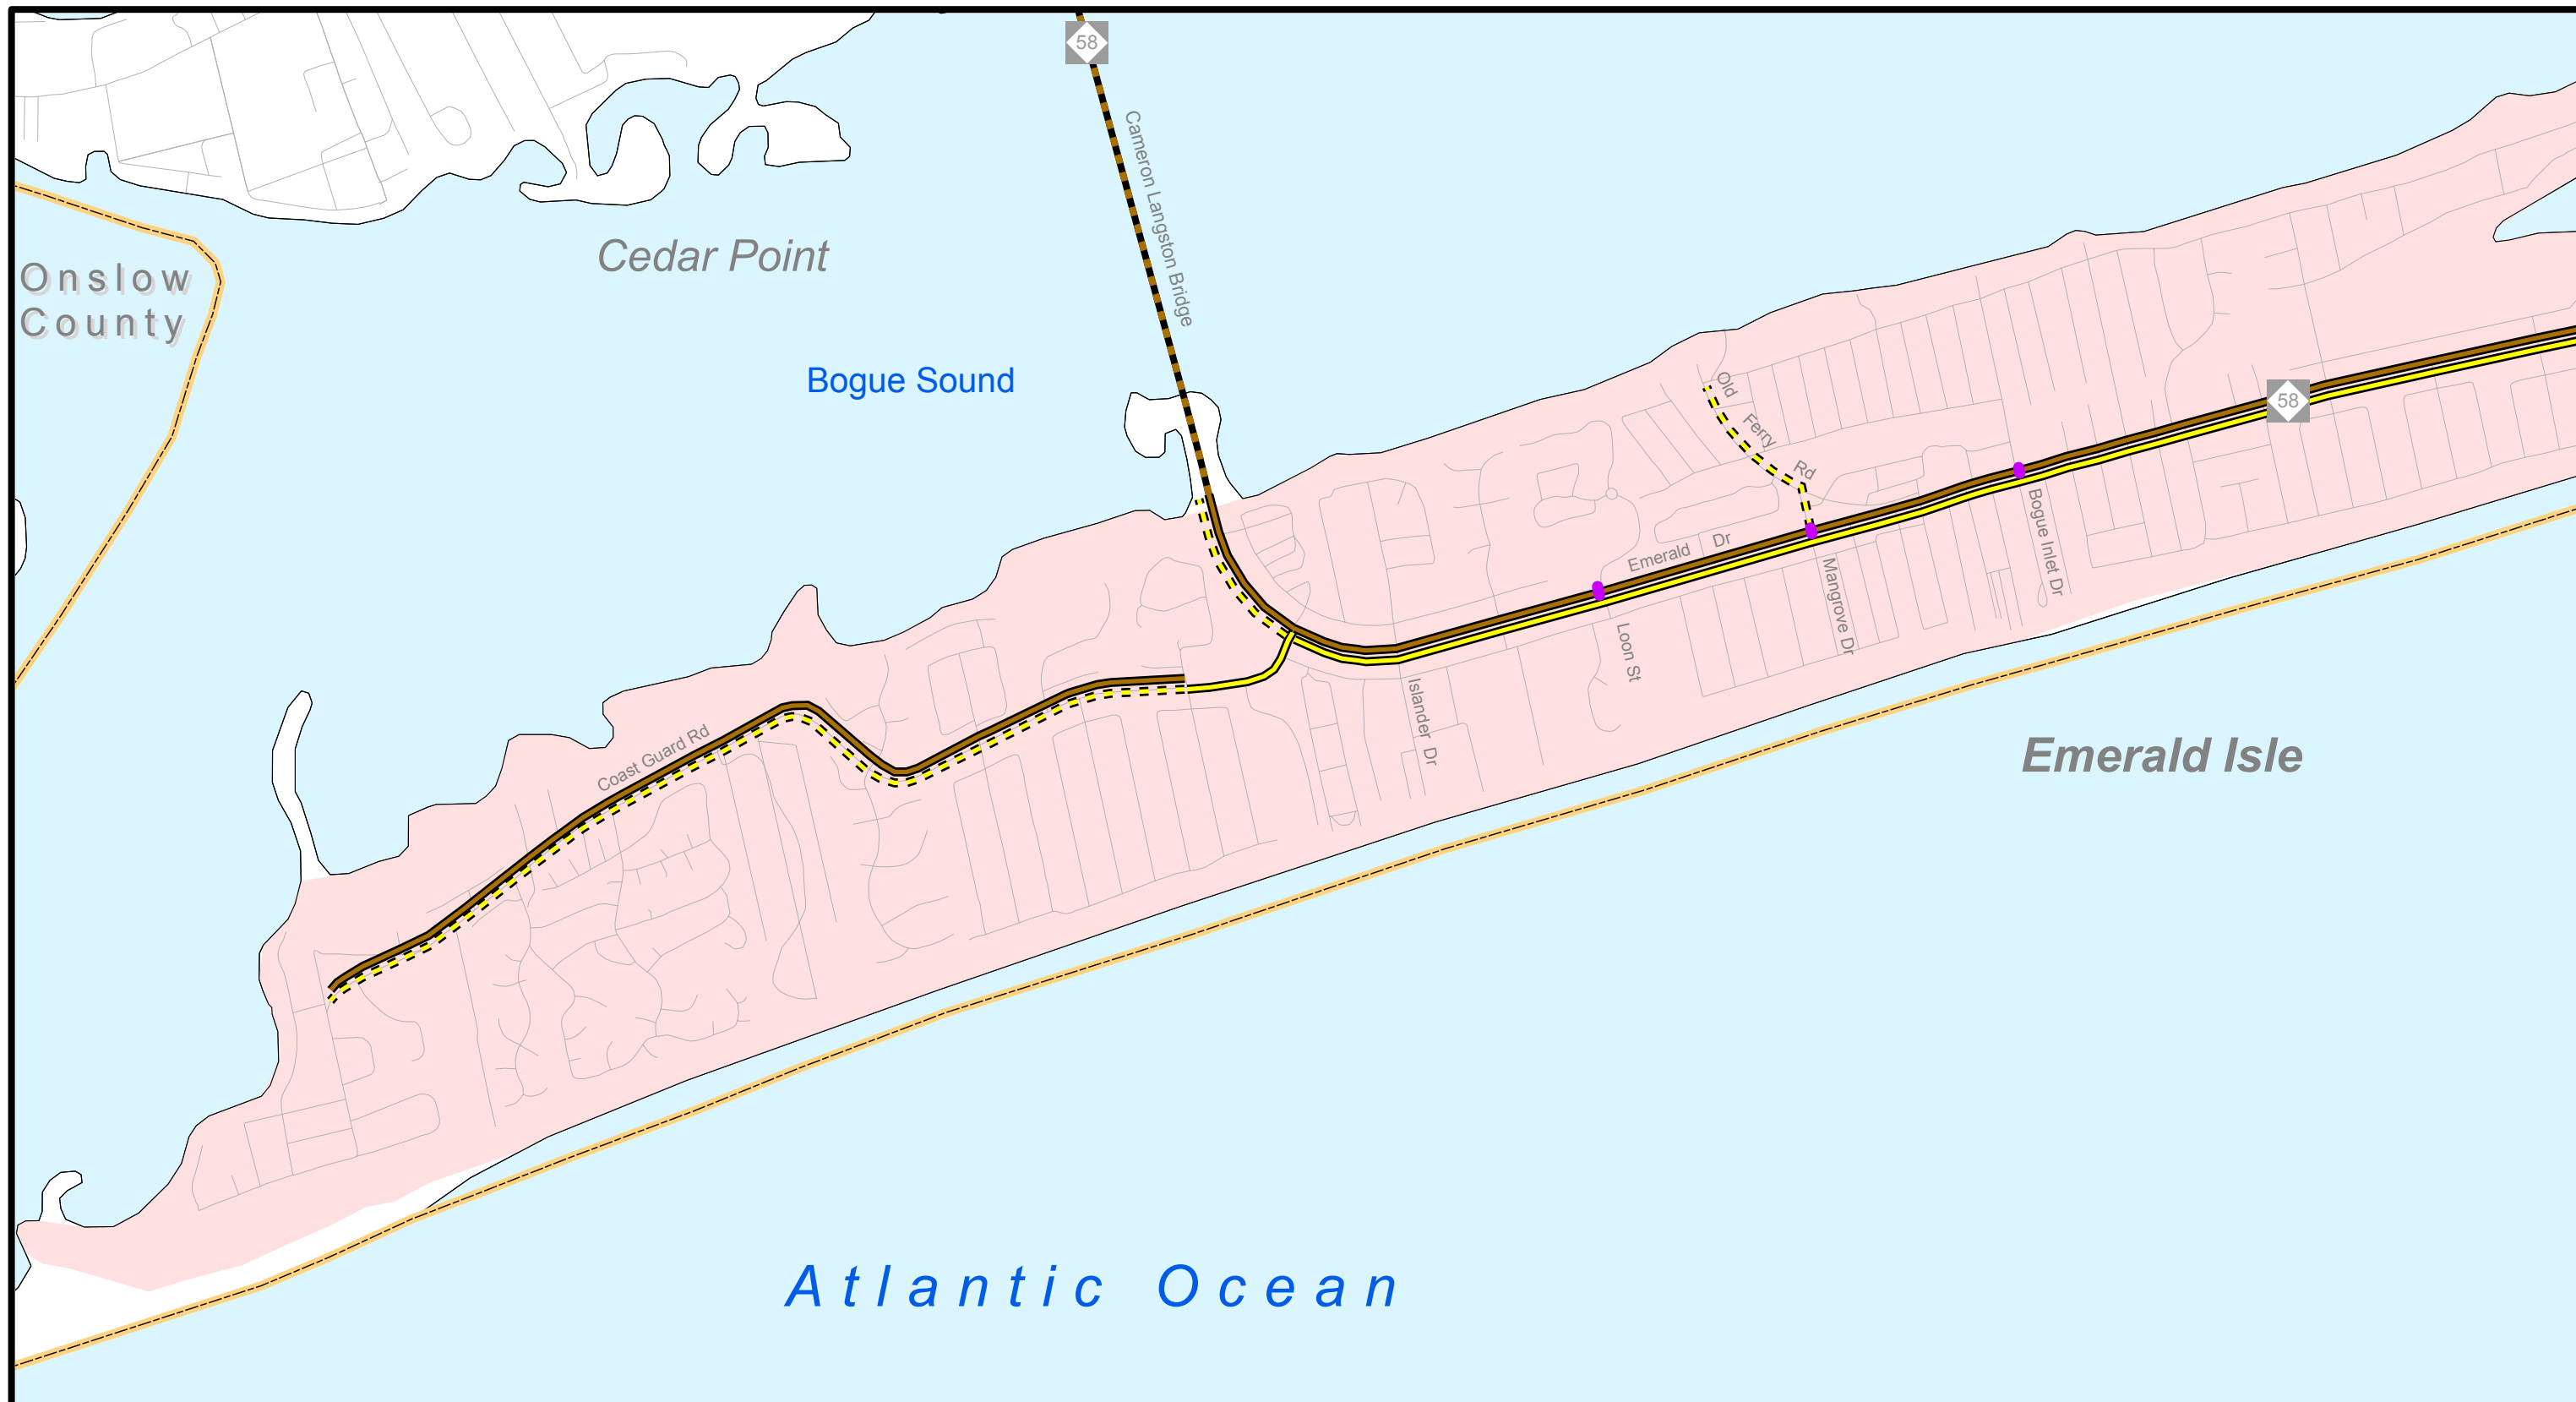 58
Cameron Langston Bridge
Cedar Point
Onslow
County
Bogue Sound
Old Ferry Rd
58
Emerald Dr
Bogue Inlet Dr
Mangrove Dr
Loon St
Islander Dr
Coast Guard Rd
Emerald Isle
Atlantic Ocean